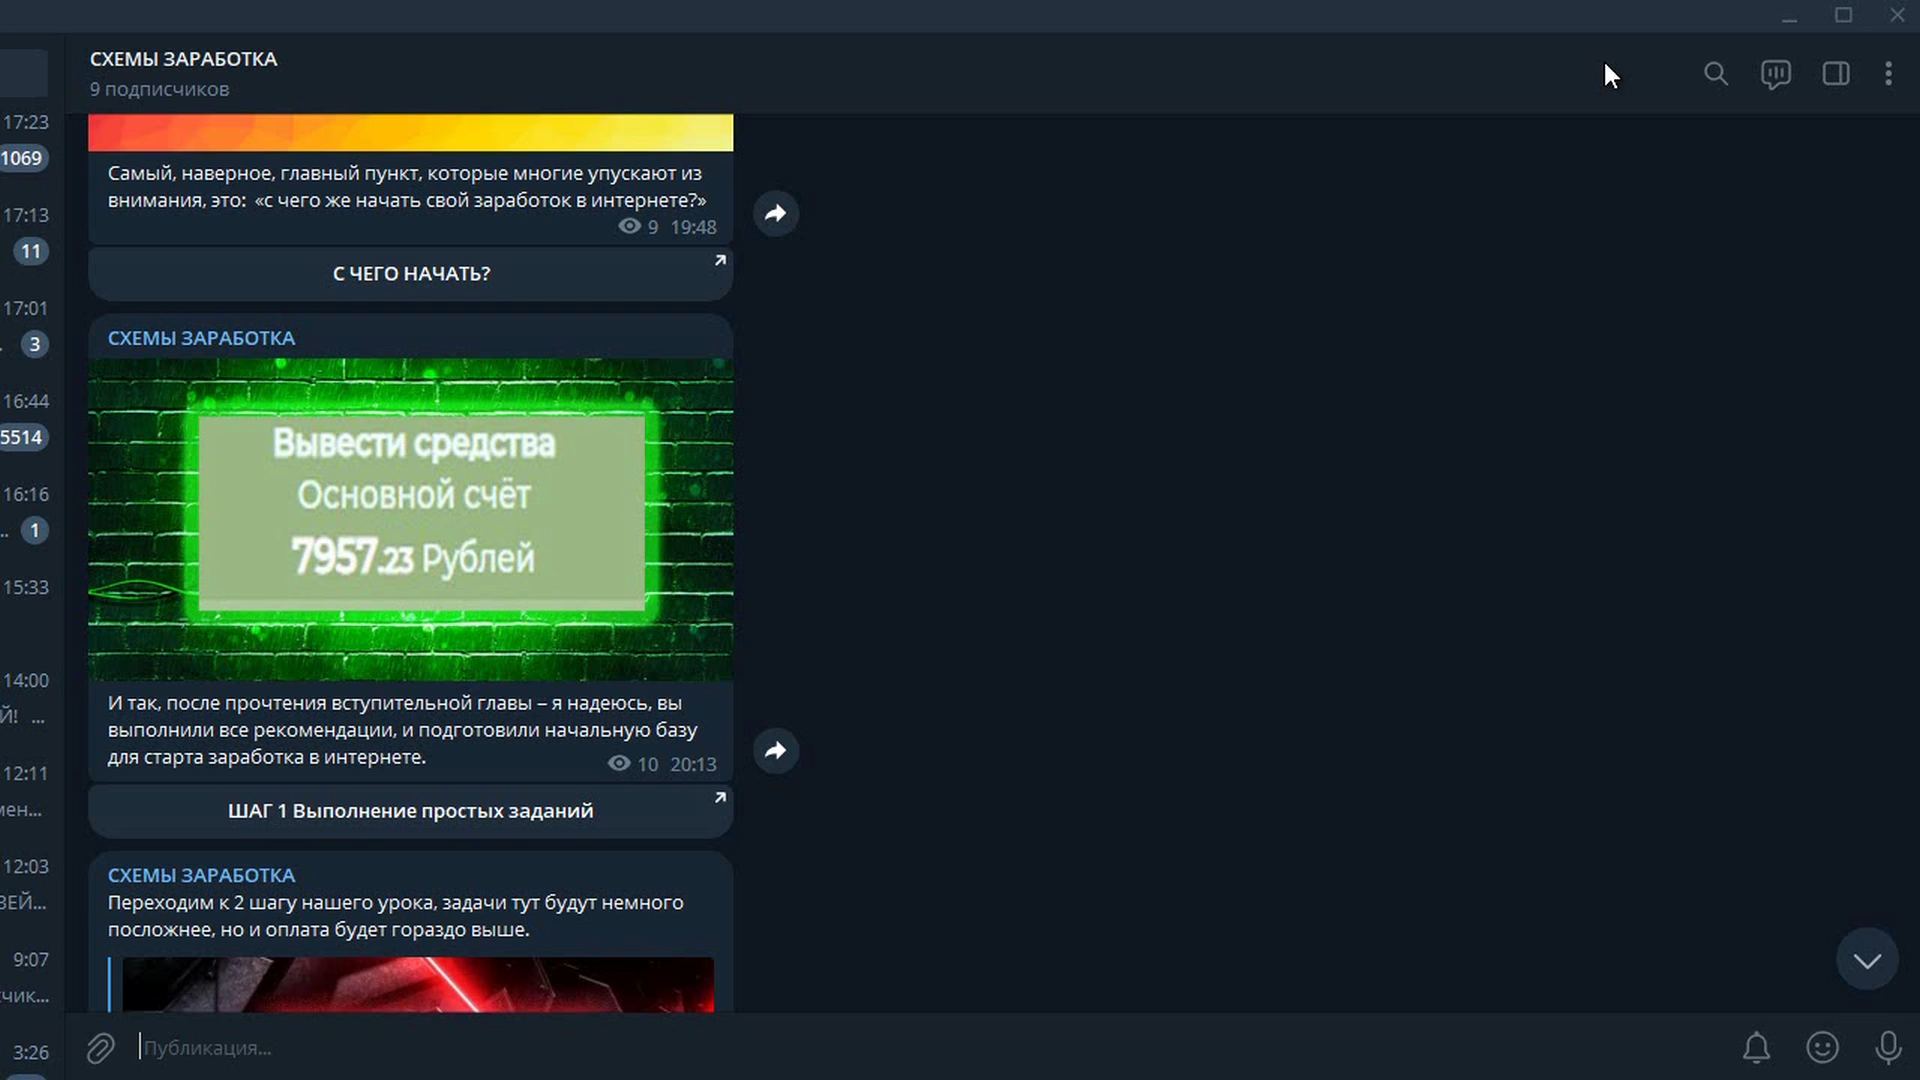 СХЕМЫ ЗАРАБОТКА
9 подписчиков
17:23
1069
17:13
11
17:01
3
16:44
5514
16:16
... 1
15:33
14:00
Й! ...
12:11
мен...
12:03
ЗЕЙ...
9:07
чик...
3:26
Самый, наверное, главный пункт, которые многие упускают из
внимания, это: «с чего же начать свой заработок в интернете?»
9 19:48
С ЧЕГО НАЧАТЬ?
СХЕМЫ ЗАРАБОТКА
Вывести средства
Основной счёт
7957.23 Рублей
И так, после прочтения вступительной главы – я надеюсь, вы
выполнили все рекомендации, и подготовили начальную базу
для старта заработка в интернете.
10 20:13
ШАГ 1 Выполнение простых заданий
СХЕМЫ ЗАРАБОТКА
Переходим к 2 шагу нашего урока, задачи тут будут немного
посложнее, но и оплата будет гораздо выше.
Публикация...